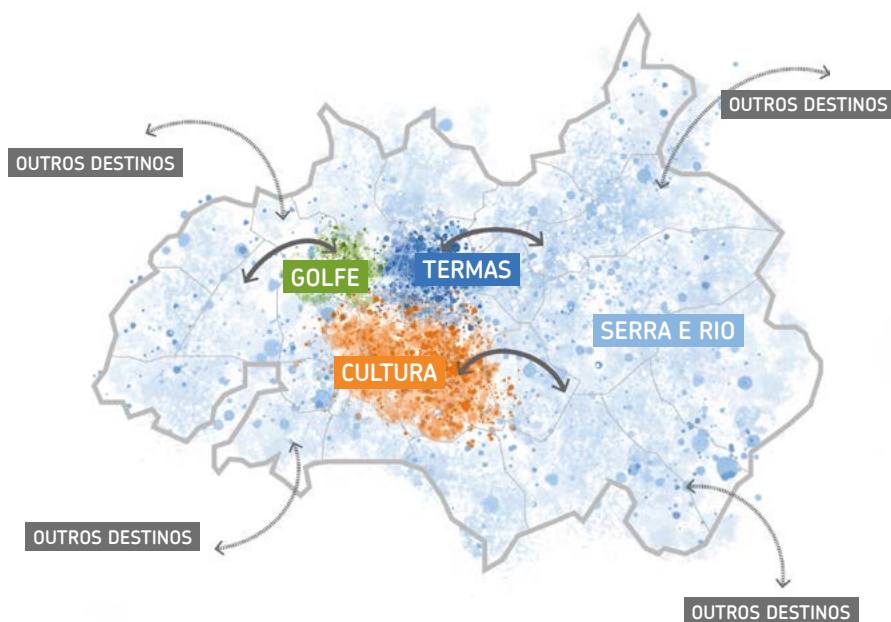 OUTROS DESTINOS
OUTROS DESTINOS
GOLFE
TERMAS
SERRA E RIO
CULTURA
OUTROS DESTINOS
OUTROS DESTINOS